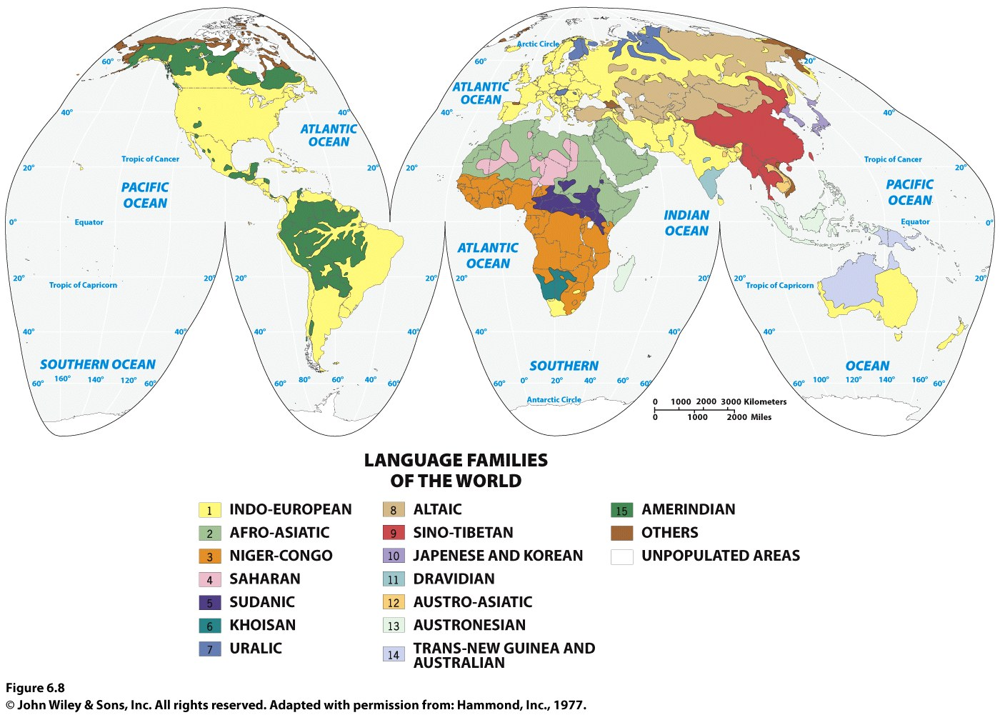 Arctic Circle
60°
60°
20°
ATLANTIC
OCEAN
40°
40°
40°
40°
ATLANTIC
OCEAN
Tropic of Cancer
Tropic of Cancer
20°
20°
20°
20°
PACIFIC
OCEAN
PACIFIC
OCEAN
INDIAN
OCEAN
0°
Equator
Equator
0°
ATLANTIC
OCEAN
20°
20°
20°
20°
20°
20°
20°
20°
Tropic of Capricorn
Tropic of Capricorn
40°
40°
40°
40°
40°
40°
40°
40°
SOUTHERN OCEAN
SOUTHERN
OCEAN
60°
160°
140°
120°
60°
60°
80°
60°
40°
60°
60°
0°
20°
40°
60°
60°
60°
100°
120°
140°
160°
60°
Antarctic Circle
0 1000 2000 3000 Kilometers
0 1000 2000 Miles
LANGUAGE FAMILIES
OF THE WORLD
1 INDO-EUROPEAN
2 AFRO-ASIATIC
3 NIGER-CONGO
4 SAHARAN
5 SUDANIC
6 KHOISAN
7 URALIC
8 ALTAIC
9 SINO-TIBETAN
10 JAPENESE AND KOREAN
11 DRAVIDIAN
12 AUSTRO-ASIATIC
13 AUSTRONESIAN
14 TRANS-NEW GUINEA AND
AUSTRALIAN
15 AMERINDIAN
OTHERS
UNPOPULATED AREAS
Figure 6.8
© John Wiley & Sons, Inc. All rights reserved. Adapted with permission from: Hammond, Inc., 1977.